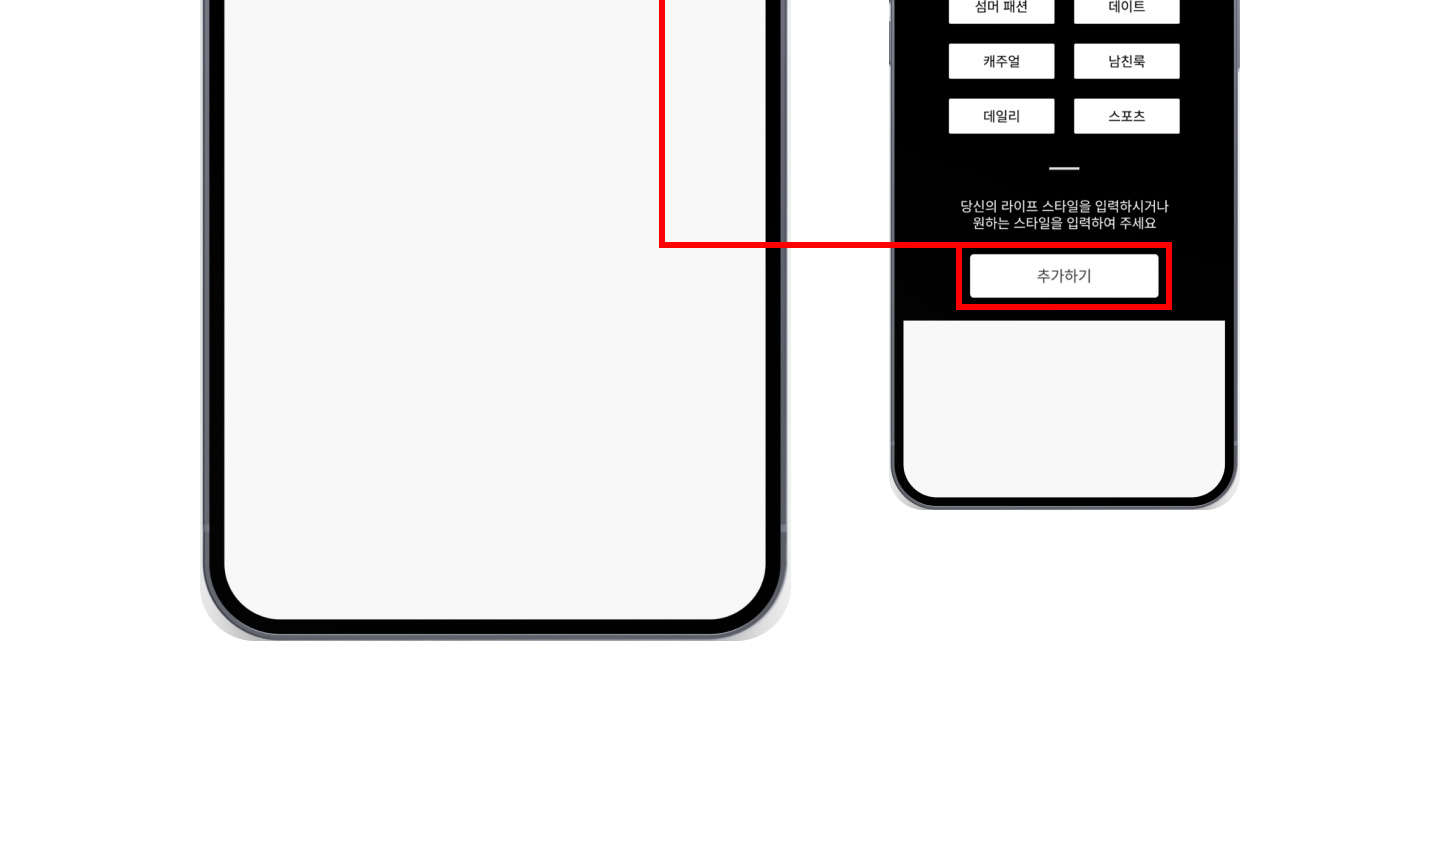 섬머 패션
데이트
캐주얼
남친룩
데일리
스포츠
당신의 라이프 스타일을 입력하시거나
원하는 스타일을 입력하여 주세요
추가하기